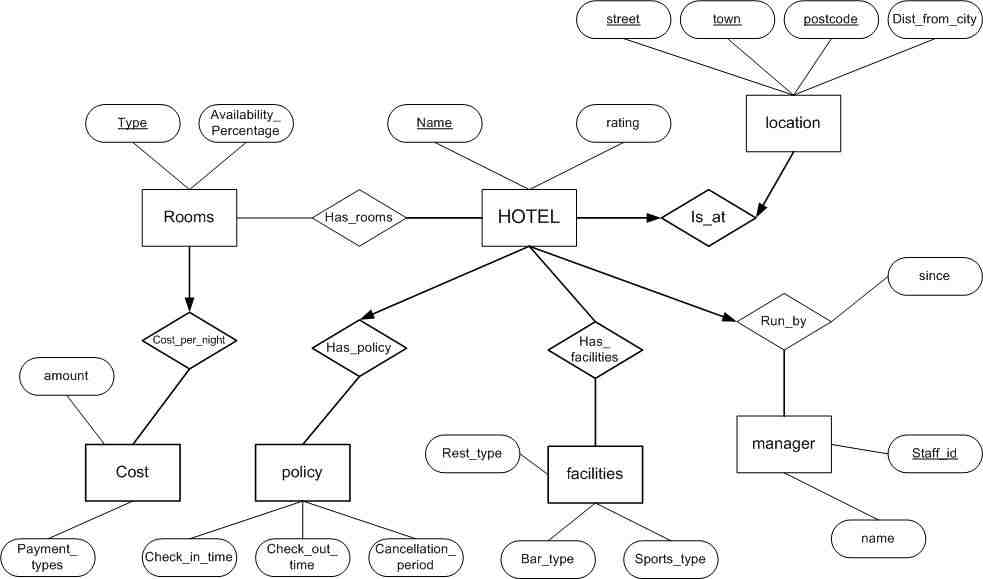 street
town
postcode
Dist_from_city
Type
Availability_
Percentage
Name
rating
location
Rooms
Has_rooms
HOTEL
Is_at
since
Cost_per_night
Has_policy
Has_
facilities
Run_by
amount
manager
Rest_type
Staff_id
Cost
policy
facilities
name
Payment_
types
Check_in_time
Check_out_
time
Cancellation_
period
Bar_type
Sports_type